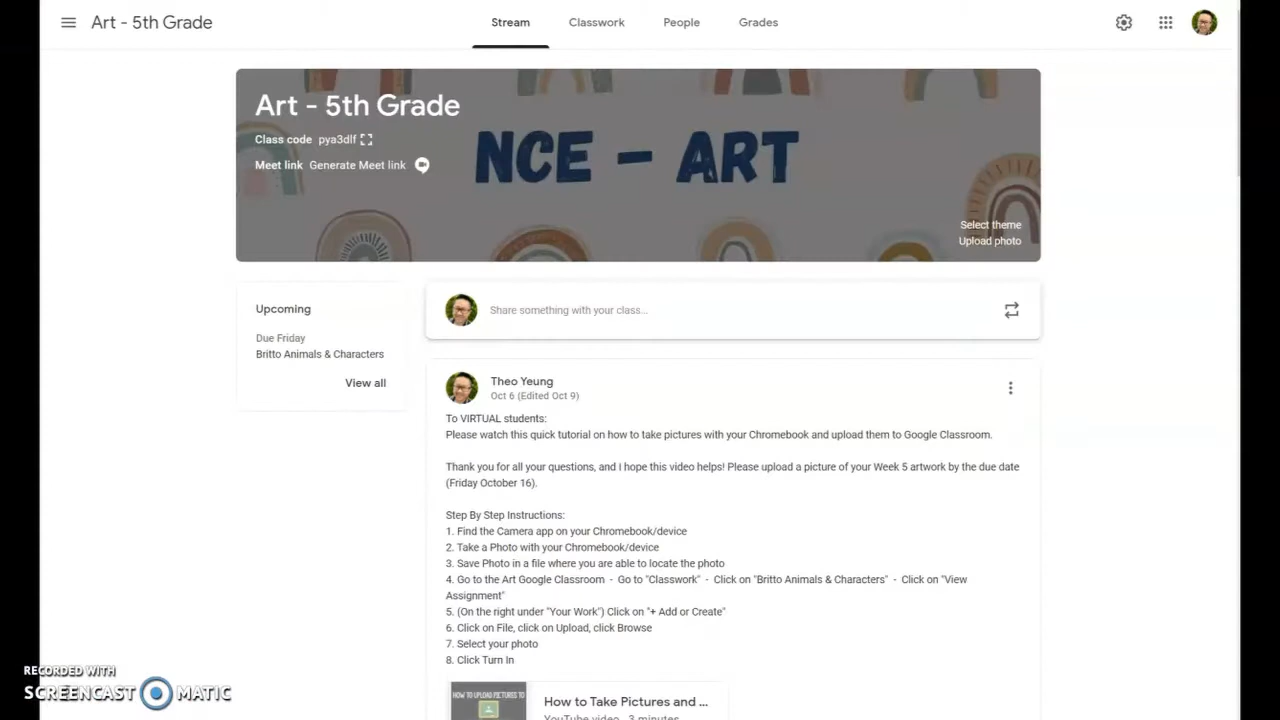 Art - 5th Grade
Stream Classwork People Grades
Art - 5th Grade
Class code pya3dlf
Meet link Generate Meet link
NCE - ART
Select theme
Upload photo
Upcoming
Due Friday
Britto Animals & Characters
View all
Share something with your class...
Theo Yeung
Oct 6 (Edited Oct 9)
To VIRTUAL students:
Please watch this quick tutorial on how to take pictures with your Chromebook and upload them to Google Classroom.
Thank you for all your questions, and I hope this video helps! Please upload a picture of your Week 5 artwork by the due date
(Friday October 16).
Step By Step Instructions:
1. Find the Camera app on your Chromebook/device
2. Take a Photo with your Chromebook/device
3. Save Photo in a file where you are able to locate the photo
4. Go to the Art Google Classroom - Go to "Classwork" - Click on "Britto Animals & Characters" - Click on "View
Assignment"
5. (On the right under "Your Work") Click on "+ Add or Create"
6. Click on File, click on Upload, click Browse
7. Select your photo
8. Click Turn In
HOW TO UPLOAD PICTURES TO
How to Take Pictures and ...
YouTube video 3 minutes
RECORDED WITH
SCREENCAST MATIC